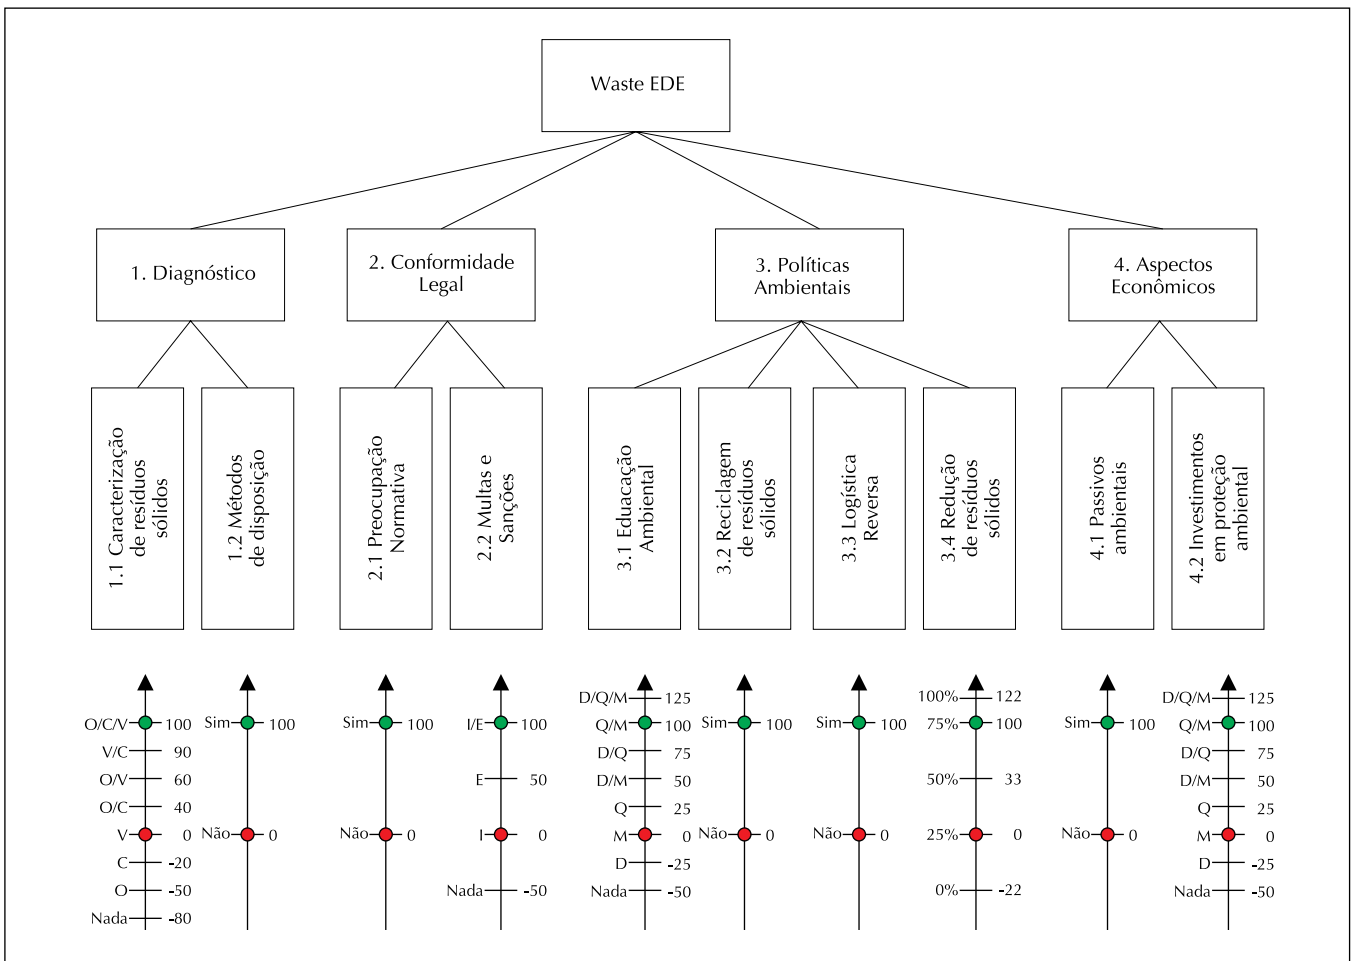 Waste EDE
1. Diagnóstico
2. Conformidade
Legal
3. Políticas
Ambientais
4. Aspectos
Econômicos
1.1 Caracterização
de resíduos
sólidos
1.2 Métodos
de disposição
2.1 Preocupação
Normativa
2.2 Multas e
Sanções
3.1 Eduacação
Ambiental
3.2 Reciclagem
de resíduos
sólidos
3.3 Logística
Reversa
3.4 Redução
de resíduos
sólidos
4.1 Passivos
ambientais
4.2 Investimentos
em proteção
ambiental
O/C/V 100
V/C 90
O/V 60
O/C 40
V 0
C -20
O -50
Nada -80
Sim 100
Não 0
Sim 100
Não 0
I/E 100
E 50
I 0
Nada -50
D/Q/M 125
Q/M 100
D/Q 75
D/M 50
Q 25
M 0
D -25
Nada -50
Sim 100
Não 0
Sim 100
Não 0
100% 122
75% 100
50% 33
25% 0
0% -22
Sim 100
Não 0
D/Q/M 125
Q/M 100
D/Q 75
D/M 50
Q 25
M 0
D -25
Nada -50